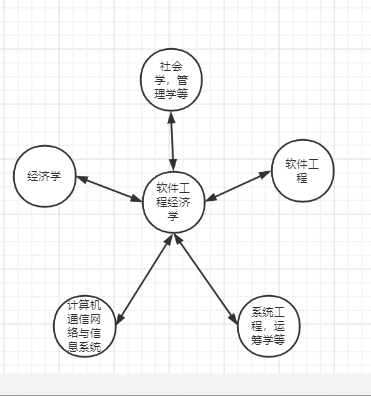 社会
学，管
理学等
经济学
软件工
程
软件工
程经济
学
计算机
通信网
络与信
息系统
系统工
程，运
筹学等